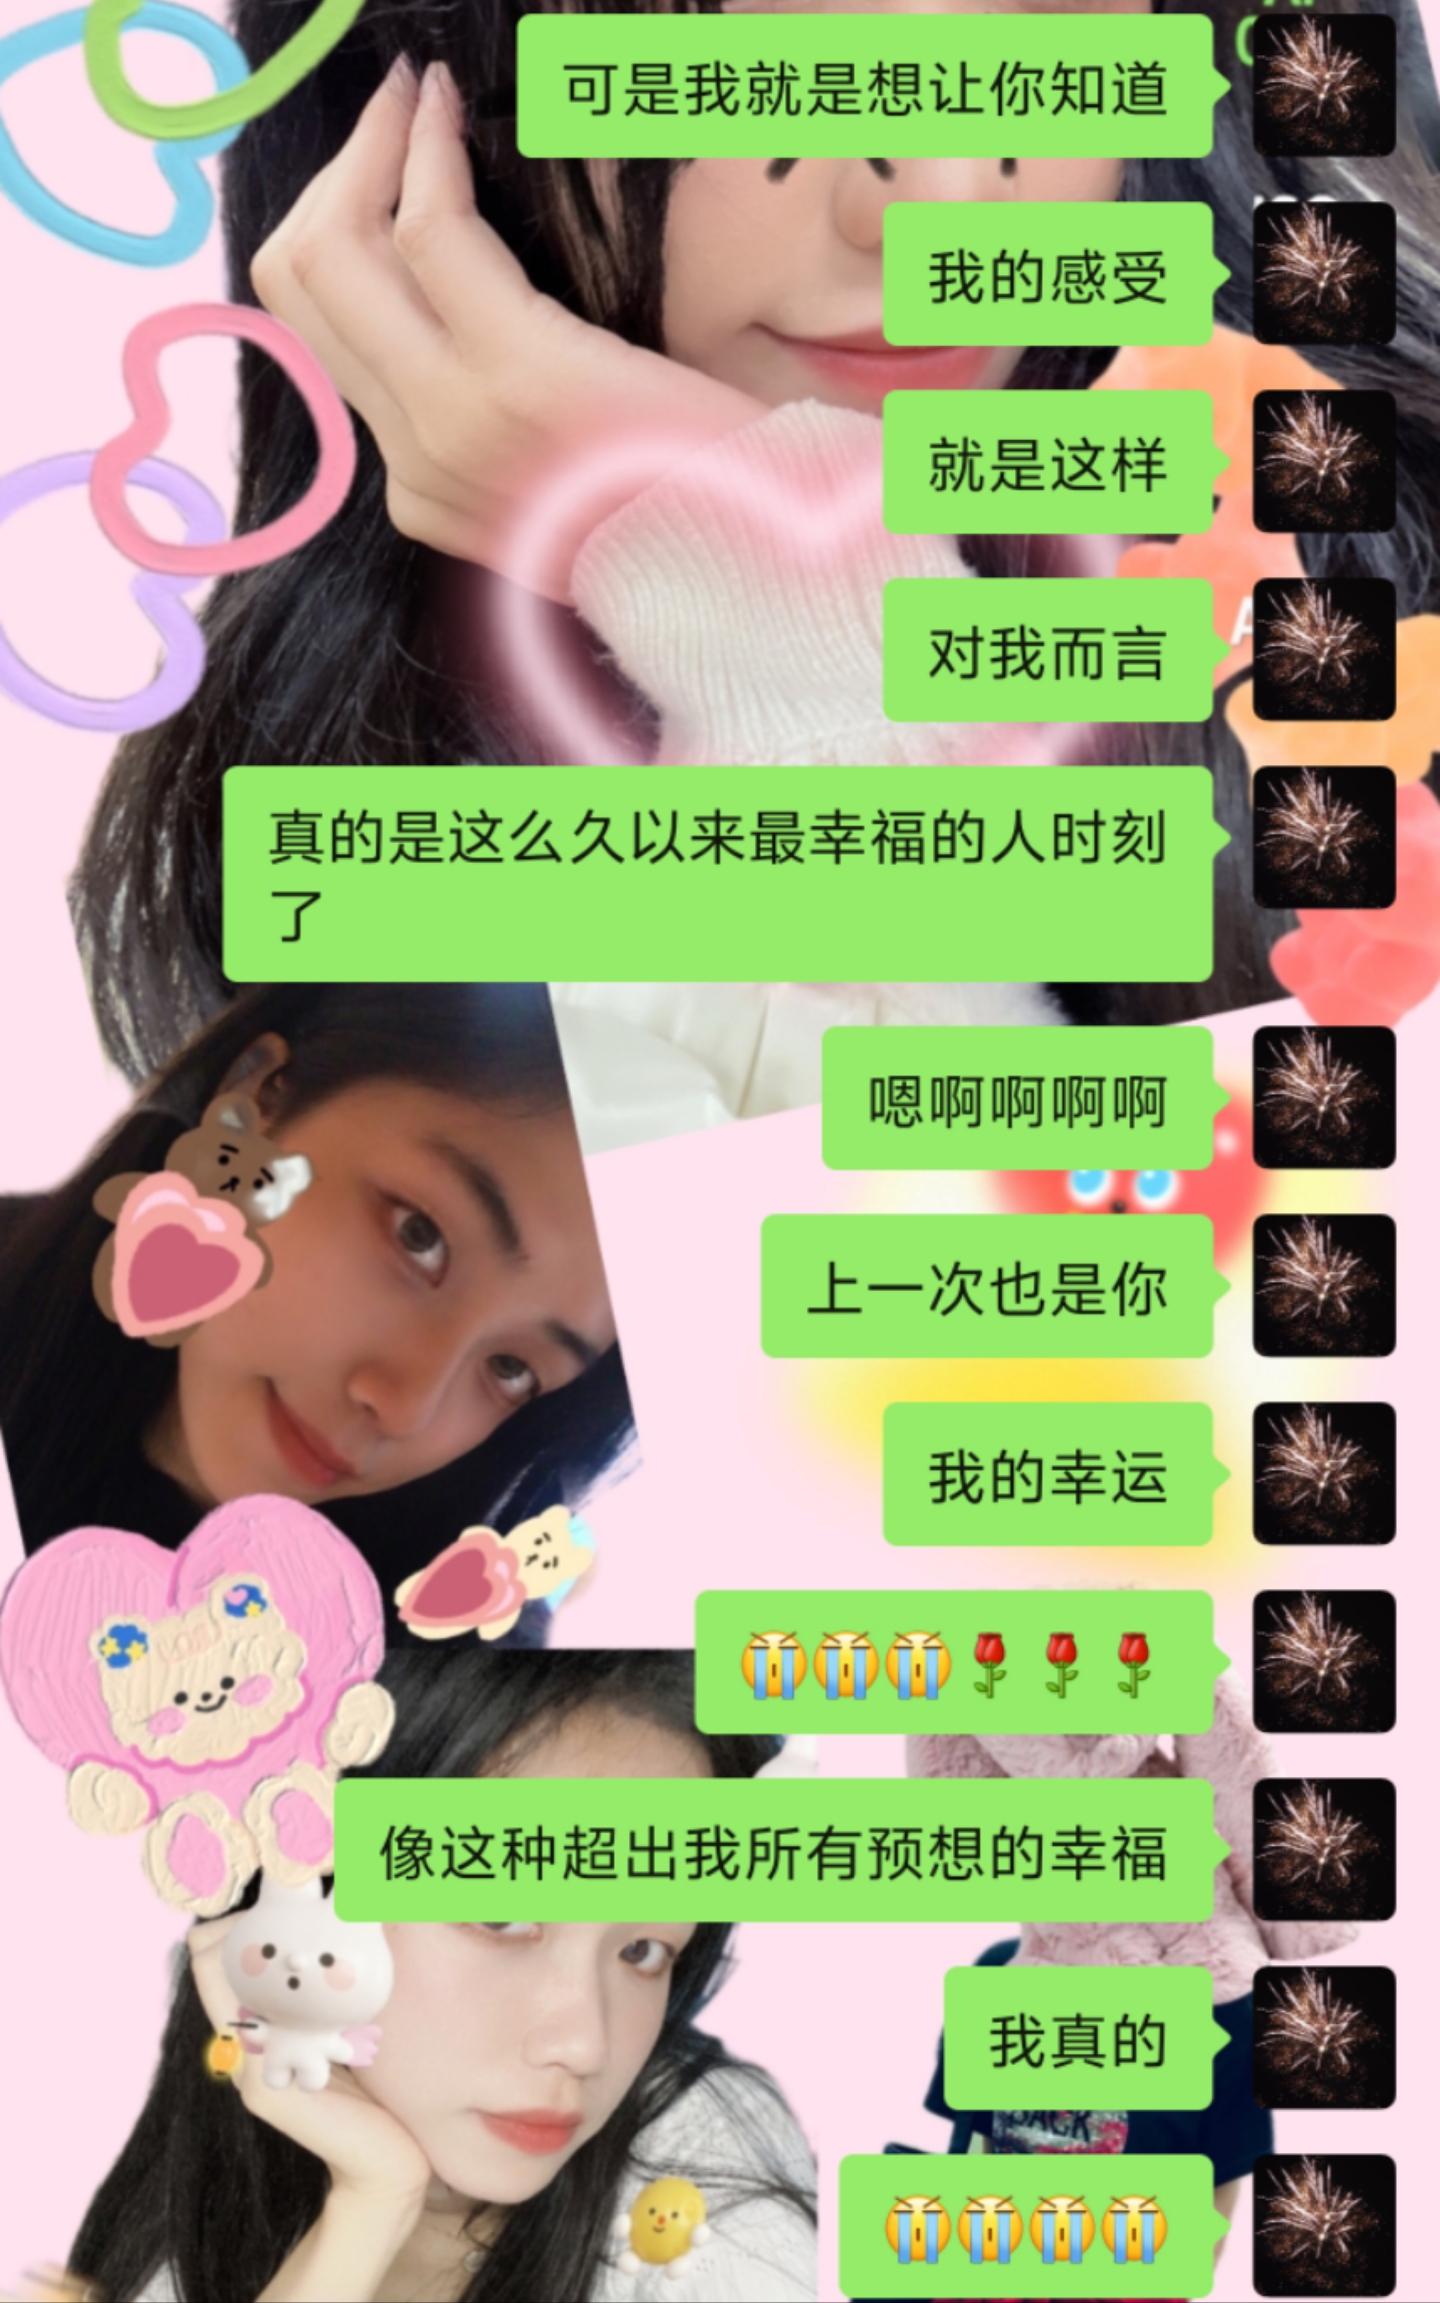 可是我就是想让你知道
我的感受
就是这样
对我而言
真的是这么久以来最幸福的人时刻
了
嗯啊啊啊啊
上一次也是你
我的幸运
😭😭😭🌹🌹🌹
像这种超出我所有预想的幸福
我真的
BACK
😭😭😭😭